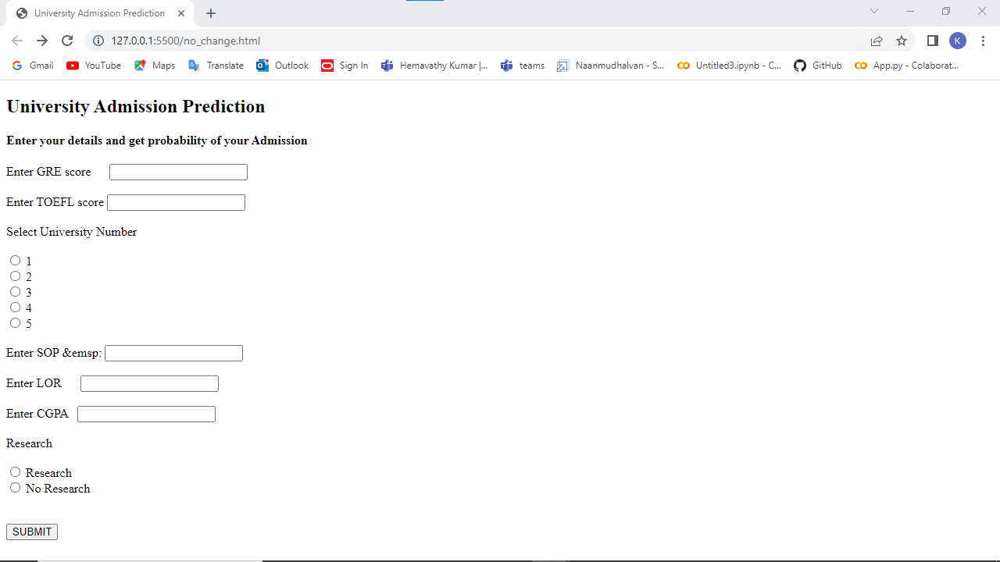 University Admission Prediction
127.0.0.1:5500/no_change.html
K
Gmail YouTube Maps Translate Outlook Sign In Hemavathy Kumar |... teams Naanmudhalvan - S... Untitled3.ipynb - C... GitHub App.py - Colaborat...
University Admission Prediction
Enter your details and get probability of your Admission
Enter GRE score
Enter TOEFL score
Select University Number
1
2
3
4
5
Enter SOP &emsp:
Enter LOR
Enter CGPA
Research
Research
No Research
SUBMIT